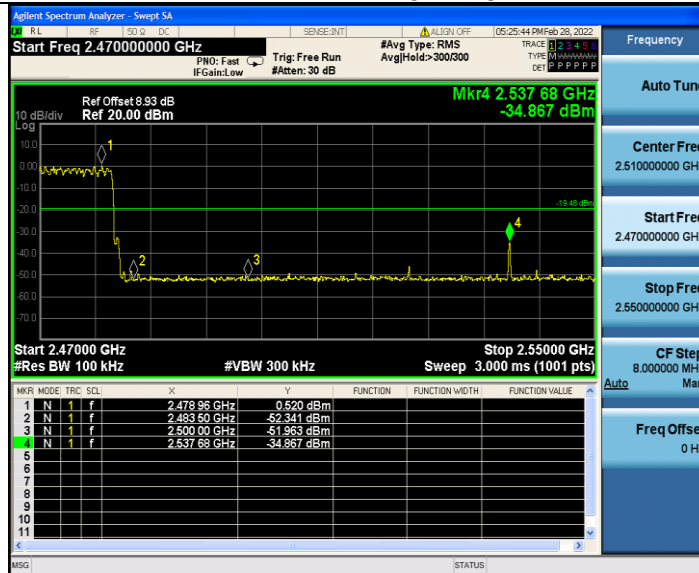 Agilent Spectrum Analyzer - Swept SA
RL RF 50 Ω DC SENSE:INT ALIGN OFF 05:25:44 PM Feb 28, 2022
Start Freq 2.470000000 GHz
PNO: Fast
IFGain:Low
Trig: Free Run
#Atten: 30 dB
#Avg Type: RMS
Avg|Hold:>300/300
TRACE 1 2 3 4 5 6
TYPE M
DET P P P P P P
Mkr4 2.537 68 GHz
-34.867 dBm
Ref Offset 8.93 dB
10 dB/div Ref 20.00 dBm
Log
10.0
0.00
-10.0
-20.0
-30.0
-40.0
-50.0
-60.0
-70.0
1
2
3
4
-19.48 dBm
Start 2.47000 GHz Stop 2.55000 GHz
#Res BW 100 kHz #VBW 300 kHz Sweep 3.000 ms (1001 pts)
MKR MODE TRC SCL X Y FUNCTION FUNCTION WIDTH FUNCTION VALUE
1 N 1 f 2.478 96 GHz 0.520 dBm
2 N 1 f 2.483 50 GHz -52.341 dBm
3 N 1 f 2.500 00 GHz -51.963 dBm
4 N 1 f 2.537 68 GHz -34.867 dBm
5
6
7
8
9
10
11
MSG STATUS
Frequency
Auto Tun
Center Fre
2.510000000 GH
Start Fre
2.470000000 GH
Stop Fre
2.550000000 GH
CF Step
8.000000 MH
Auto Ma
Freq Offse
0 H